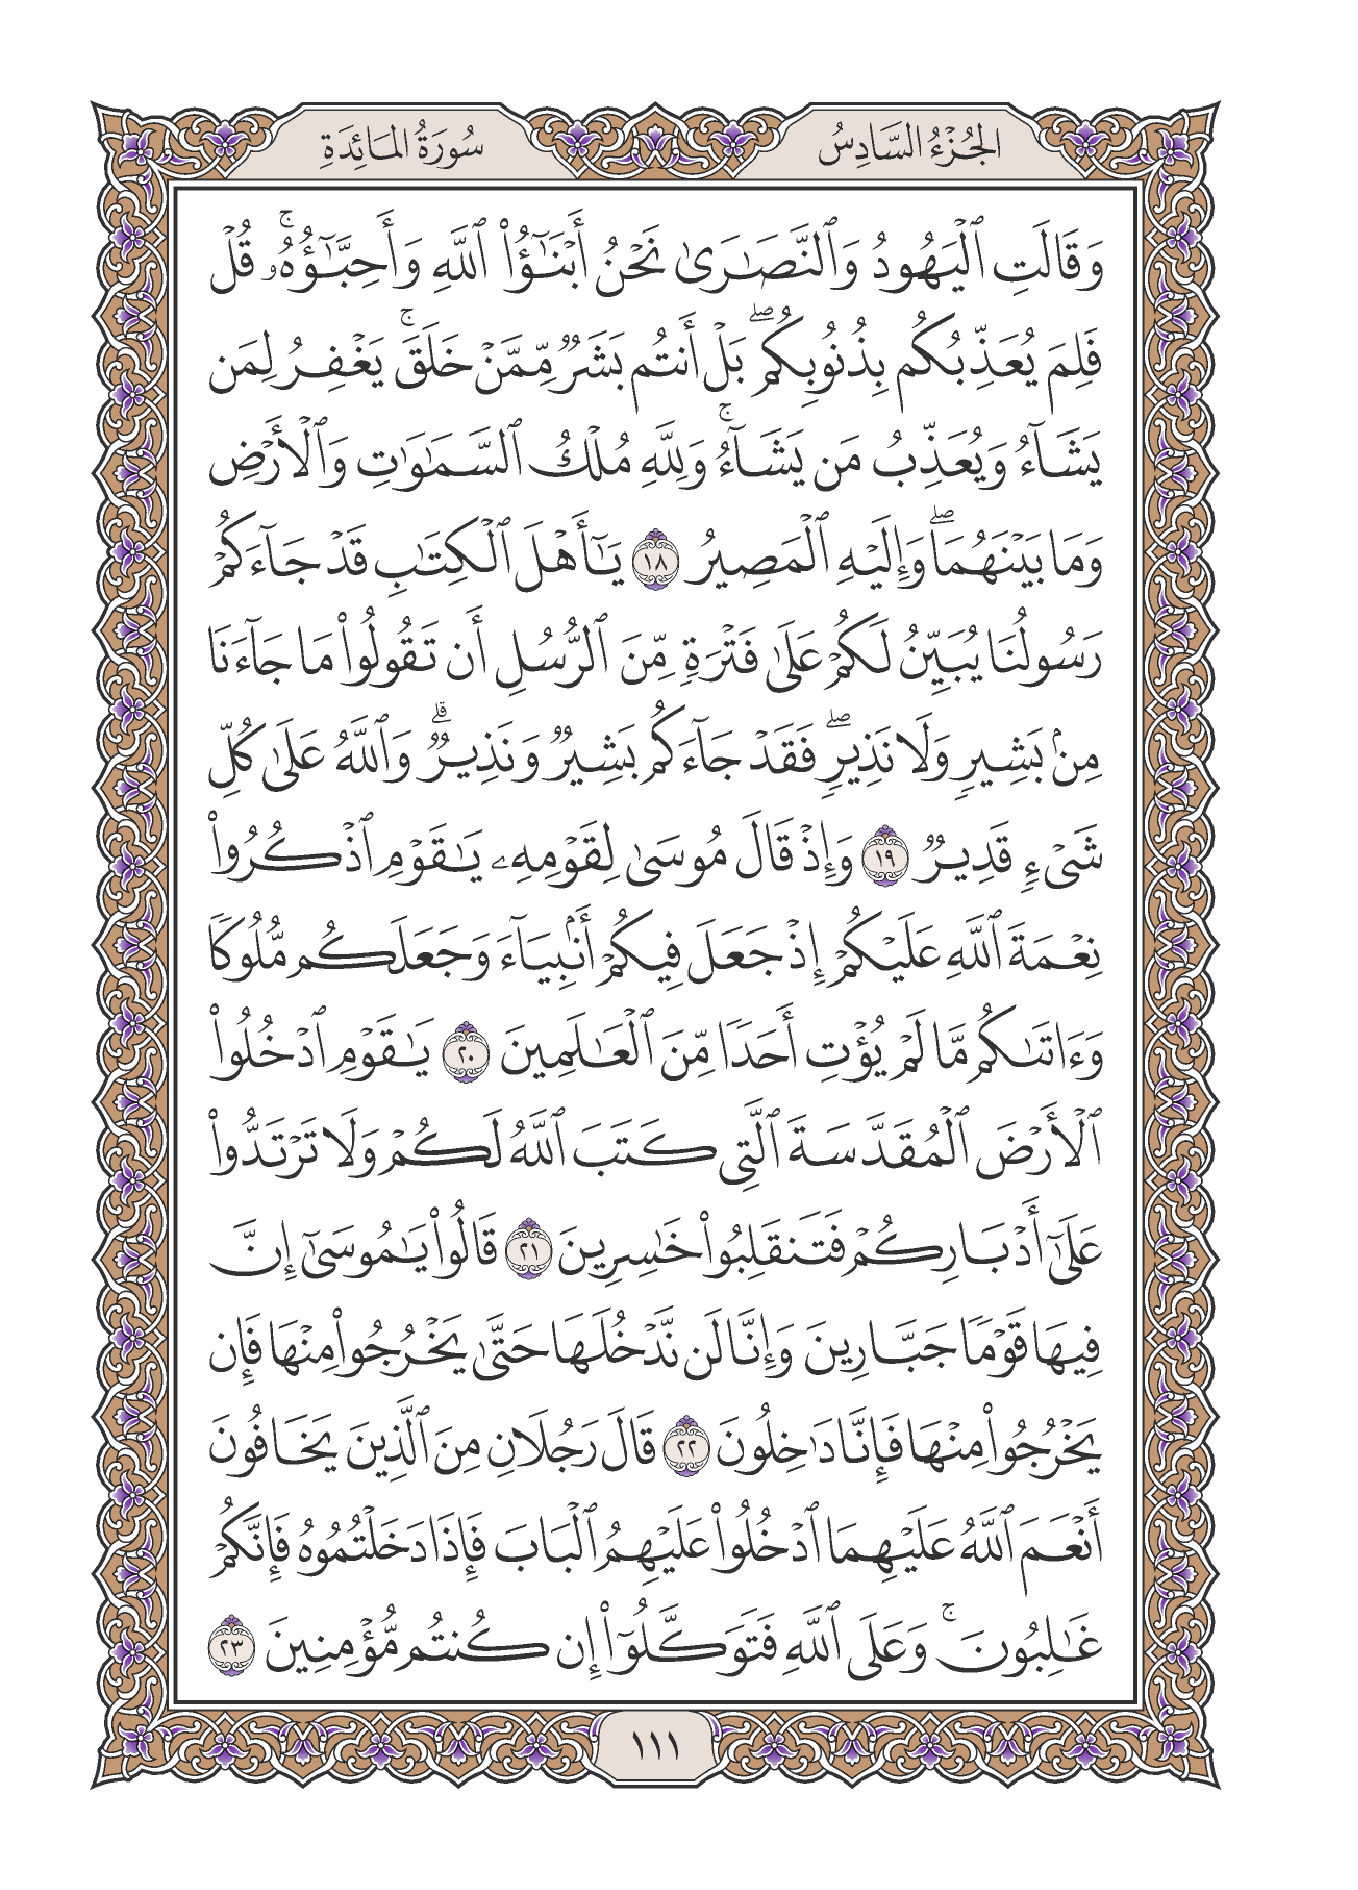 الجُزْءُ السَّادِسُ
سُورَةُ المَائِدَةِ
وَقَالَتِ ٱلْيَهُودُ وَٱلنَّصَـٰرَىٰ نَحْنُ أَبْنَـٰٓؤُا۟ ٱللَّهِ وَأَحِبَّـٰٓؤُهُۥ ۚ قُلْ
فَلِمَ يُعَذِّبُكُم بِذُنُوبِكُم ۖ بَلْ أَنتُم بَشَرٌ مِّمَّنْ خَلَقَ ۚ يَغْفِرُ لِمَن
يَشَآءُ وَيُعَذِّبُ مَن يَشَآءُ ۚ وَلِلَّهِ مُلْكُ ٱلسَّمَـٰوَٰتِ وَٱلْأَرْضِ
وَمَا بَيْنَهُمَا ۖ وَإِلَيْهِ ٱلْمَصِيرُ ١٨ يَـٰٓأَهْلَ ٱلْكِتَـٰبِ قَدْ جَآءَكُمْ
رَسُولُنَا يُبَيِّنُ لَكُمْ عَلَىٰ فَتْرَةٍ مِّنَ ٱلرُّسُلِ أَن تَقُولُوا۟ مَا جَآءَنَا
مِنۢ بَشِيرٍ وَلَا نَذِيرٍ ۖ فَقَدْ جَآءَكُم بَشِيرٌ وَنَذِيرٌ ۗ وَٱللَّهُ عَلَىٰ كُلِّ
شَىْءٍ قَدِيرٌ ١٩ وَإِذْ قَالَ مُوسَىٰ لِقَوْمِهِۦ يَـٰقَوْمِ ٱذْكُرُوا۟
نِعْمَةَ ٱللَّهِ عَلَيْكُمْ إِذْ جَعَلَ فِيكُمْ أَنۢبِيَآءَ وَجَعَلَكُم مُّلُوكًا
وَءَاتَىٰكُم مَّا لَمْ يُؤْتِ أَحَدًا مِّنَ ٱلْعَـٰلَمِينَ ٢٠ يَـٰقَوْمِ ٱدْخُلُوا۟
ٱلْأَرْضَ ٱلْمُقَدَّسَةَ ٱلَّتِى كَتَبَ ٱللَّهُ لَكُمْ وَلَا تَرْتَدُّوا۟
عَلَىٰٓ أَدْبَارِكُمْ فَتَنقَلِبُوا۟ خَـٰسِرِينَ ٢١ قَالُوا۟ يَـٰمُوسَىٰٓ إِنَّ
فِيهَا قَوْمًا جَبَّارِينَ وَإِنَّا لَن نَّدْخُلَهَا حَتَّىٰ يَخْرُجُوا۟ مِنْهَا فَإِن
يَخْرُجُوا۟ مِنْهَا فَإِنَّا دَٰخِلُونَ ٢٢ قَالَ رَجُلَانِ مِنَ ٱلَّذِينَ يَخَافُونَ
أَنْعَمَ ٱللَّهُ عَلَيْهِمَا ٱدْخُلُوا۟ عَلَيْهِمُ ٱلْبَابَ فَإِذَا دَخَلْتُمُوهُ فَإِنَّكُمْ
غَـٰلِبُونَ ۚ وَعَلَى ٱللَّهِ فَتَوَكَّلُوٓا۟ إِن كُنتُم مُّؤْمِنِينَ ٢٣
١١١